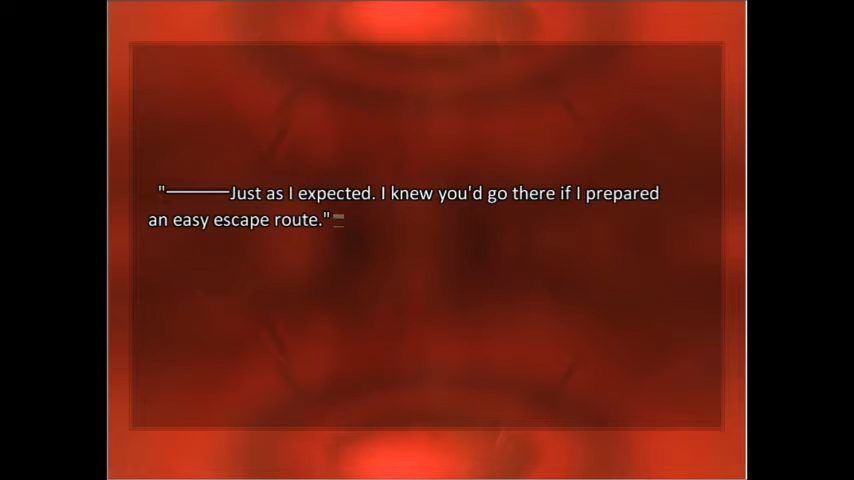 "―――Just as I expected. I knew you'd go there if I prepared
an easy escape route."